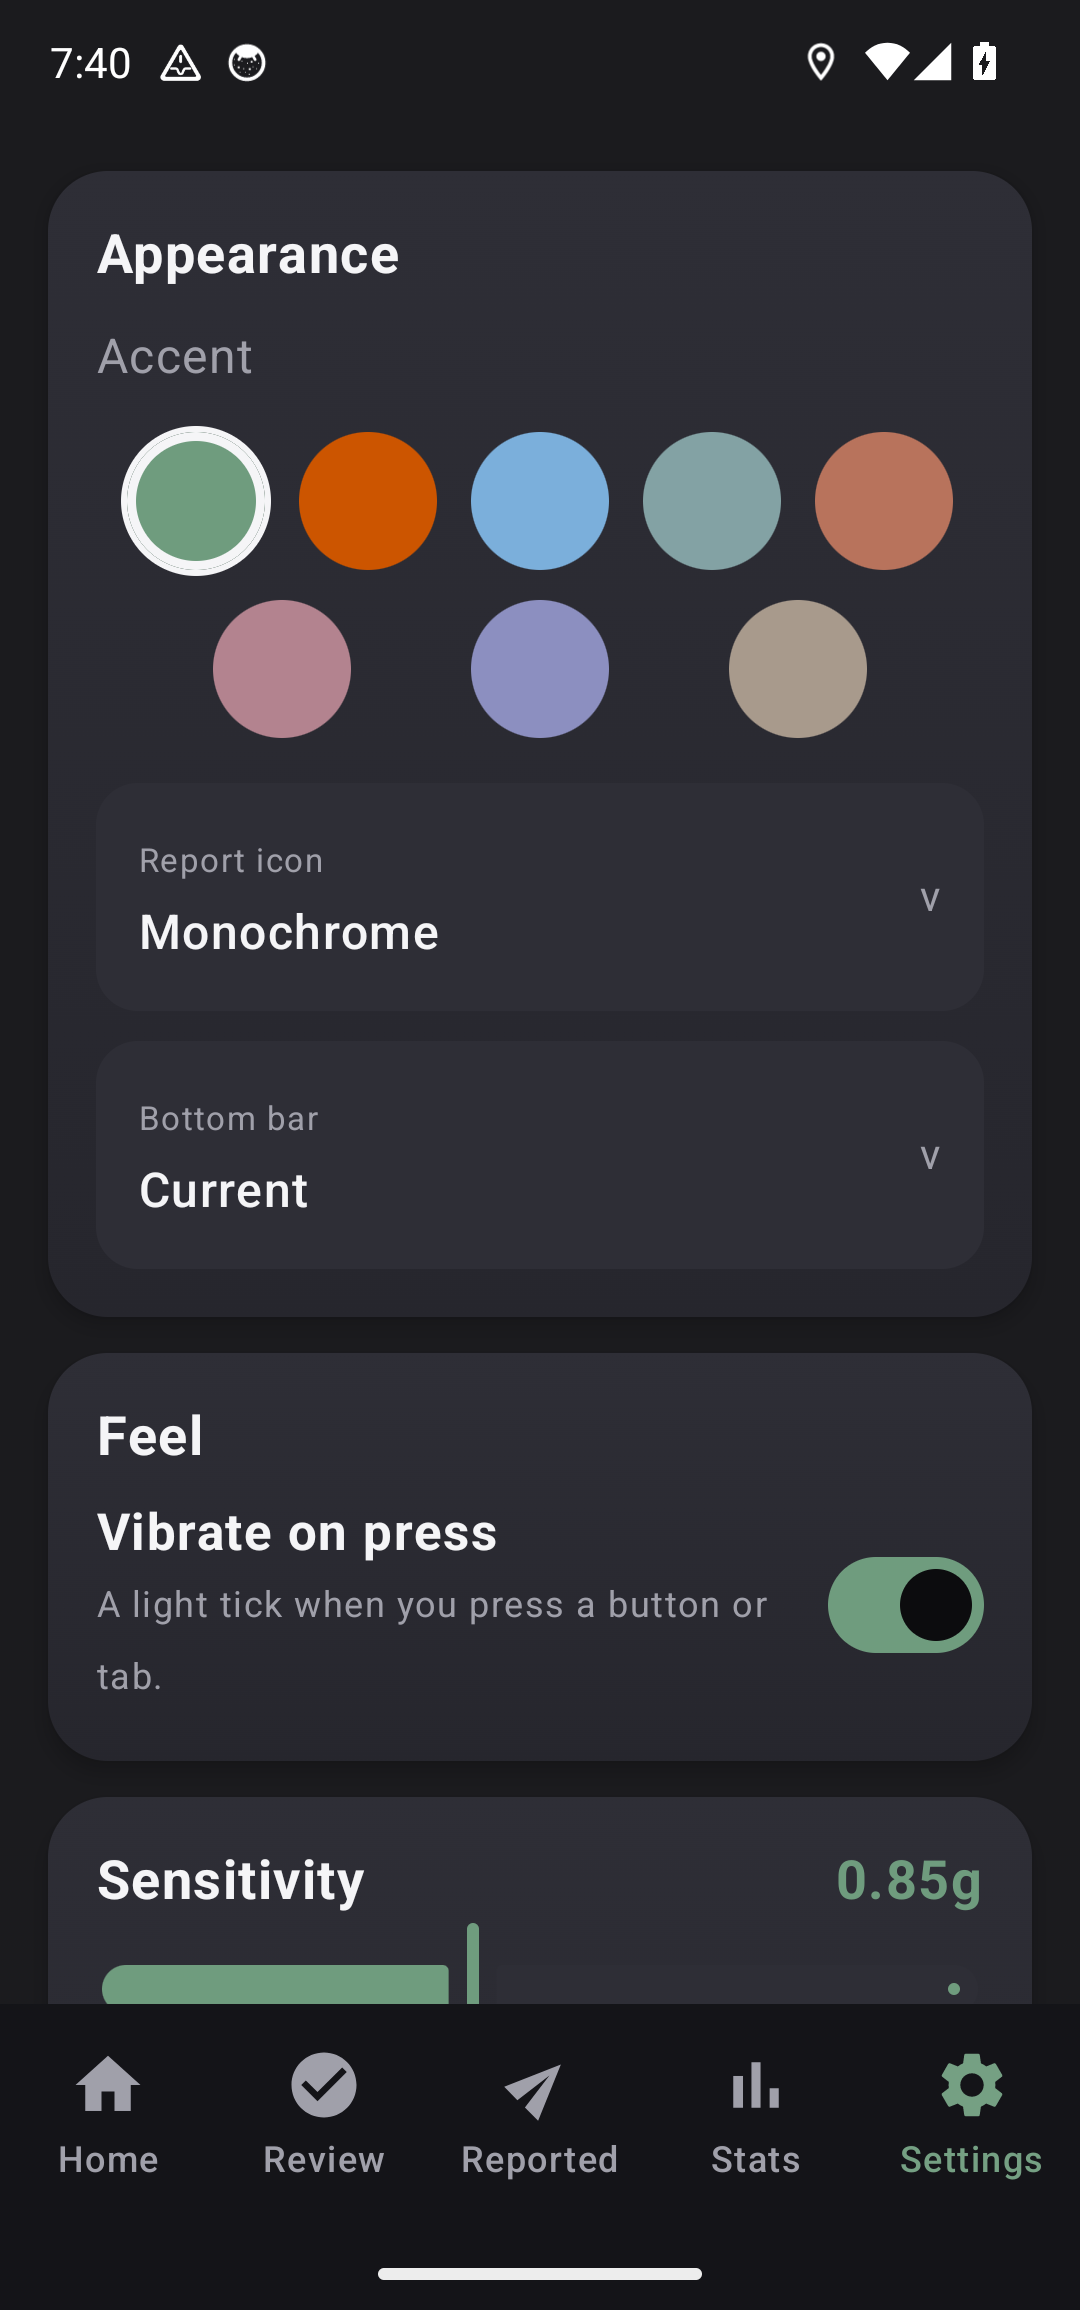 7:40
Appearance
Accent
Report icon
Monochrome
v
Bottom bar
Current
v
Feel
Vibrate on press
A light tick when you press a button or
tab.
Sensitivity 0.85g
Home Review Reported Stats Settings